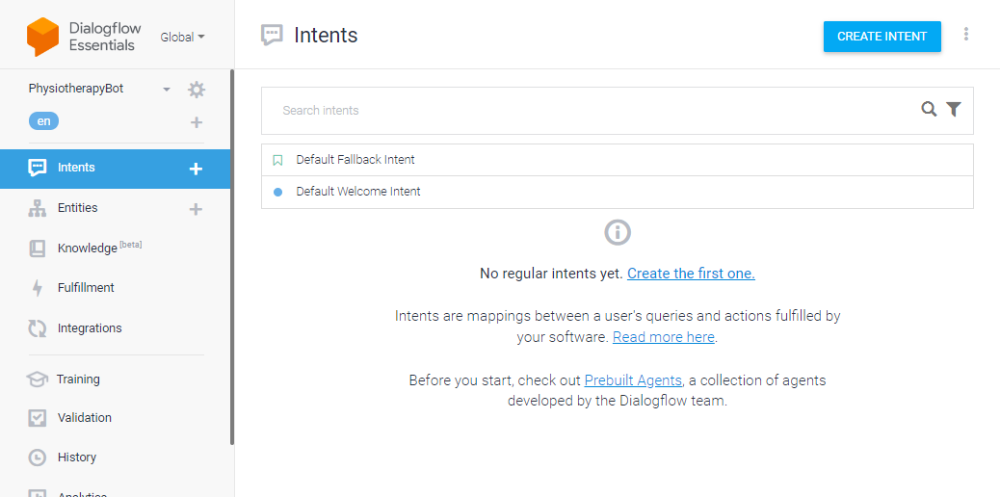 Dialogflow
Essentials
Global
Intents
CREATE INTENT
PhysiotherapyBot
en
Search intents
Intents
Default Fallback Intent
Default Welcome Intent
Entities
Knowledge [beta]
Fulfillment
Integrations
Training
Validation
History
Analytics
No regular intents yet. Create the first one.
Intents are mappings between a user's queries and actions fulfilled by
your software. Read more here.
Before you start, check out Prebuilt Agents, a collection of agents
developed by the Dialogflow team.